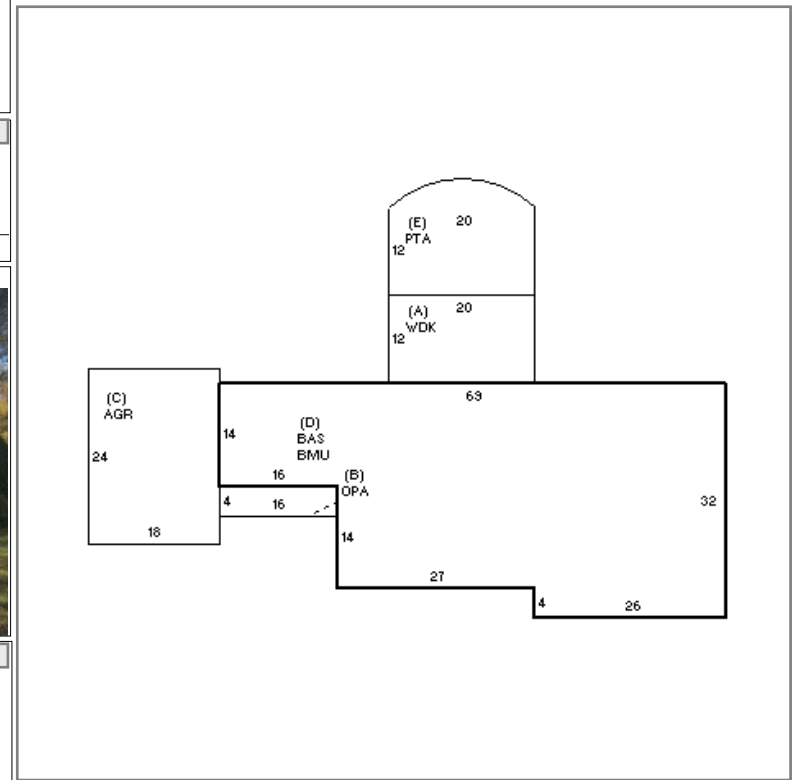 (E) 20
PTA
12
(A) 20
WDK
12
69
(C)
AGR
24
18
14
(D)
BAS
BMU
16
(B)
OPA
4 16
14
32
27
4 26